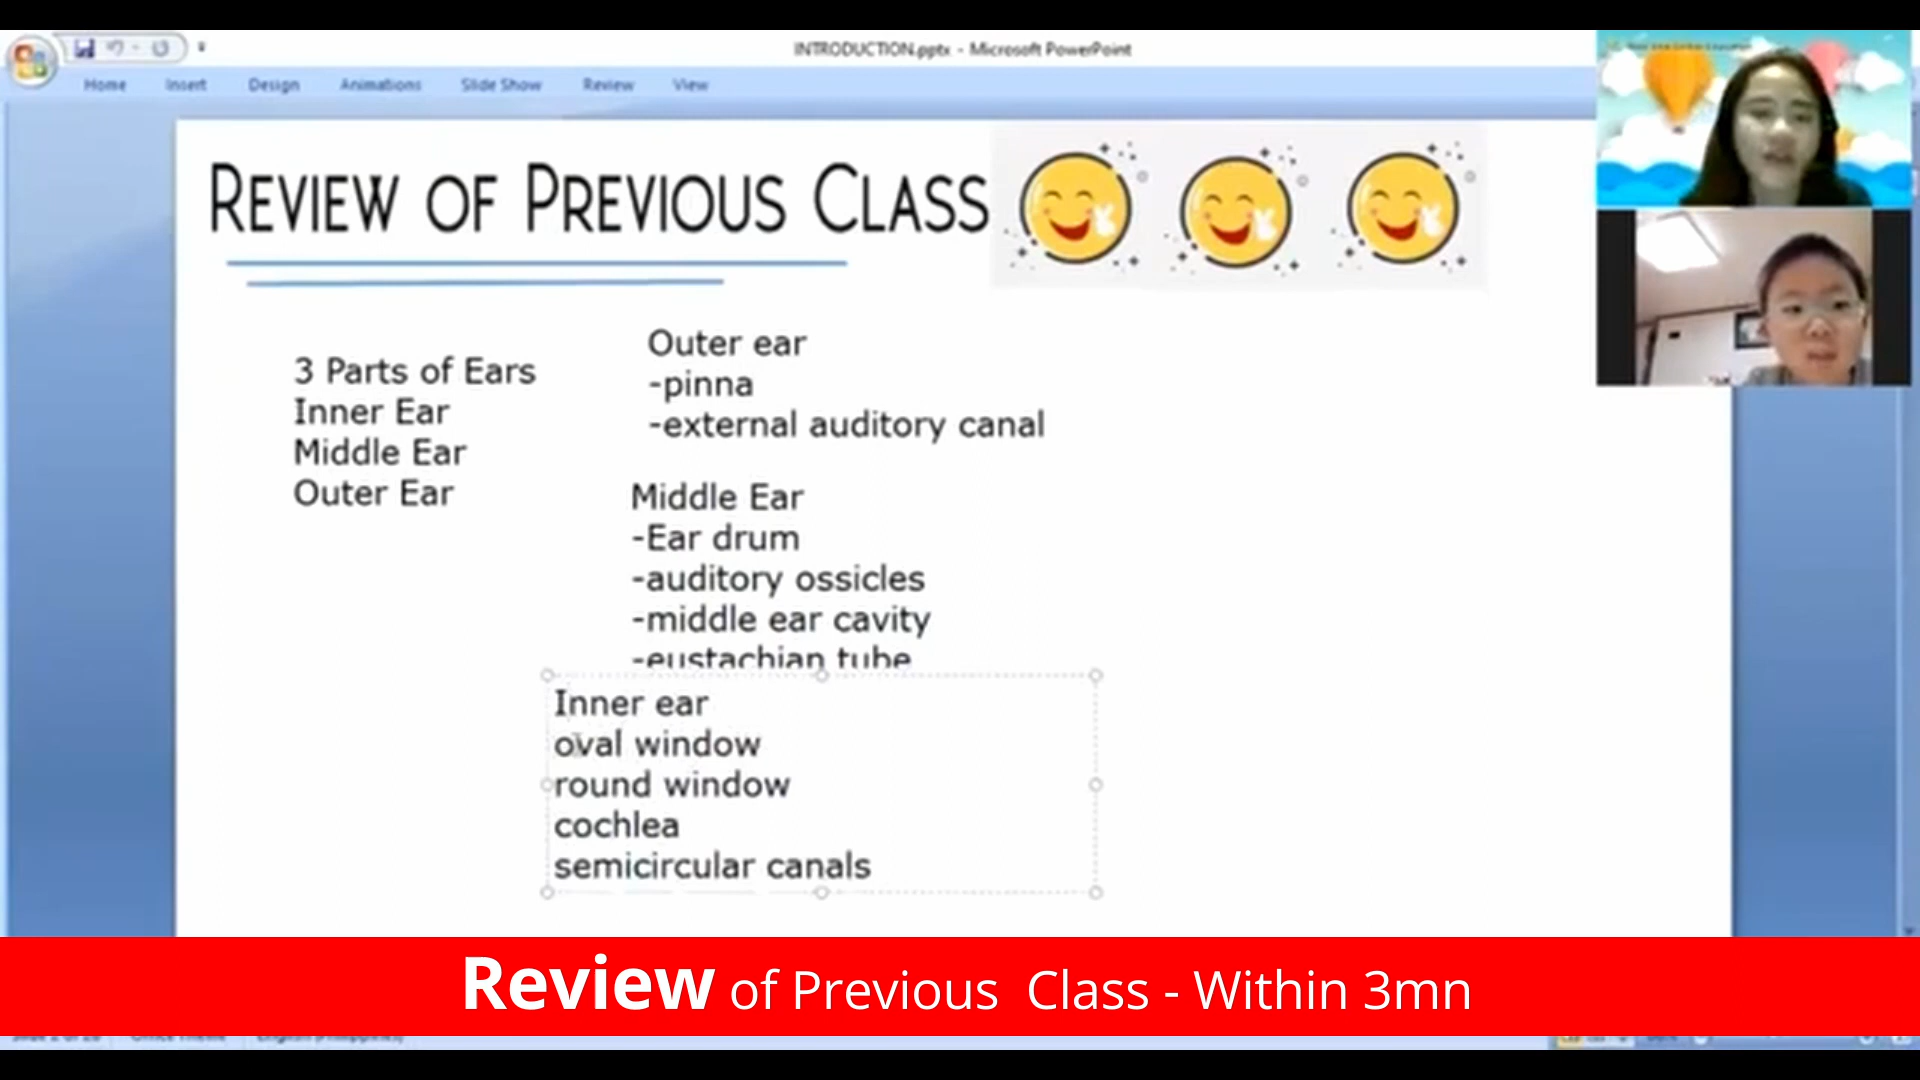 INTRODUCTION.pptx - Microsoft PowerPoint
Home Insert Design Animations Slide Show Review View
REVIEW OF PREVIOUS CLASS
3 Parts of Ears
Inner Ear
Middle Ear
Outer Ear
Outer ear
-pinna
-external auditory canal
Middle Ear
-Ear drum
-auditory ossicles
-middle ear cavity
-eustachian tube
Inner ear
oval window
round window
cochlea
semicircular canals
Review of Previous Class - Within 3mn